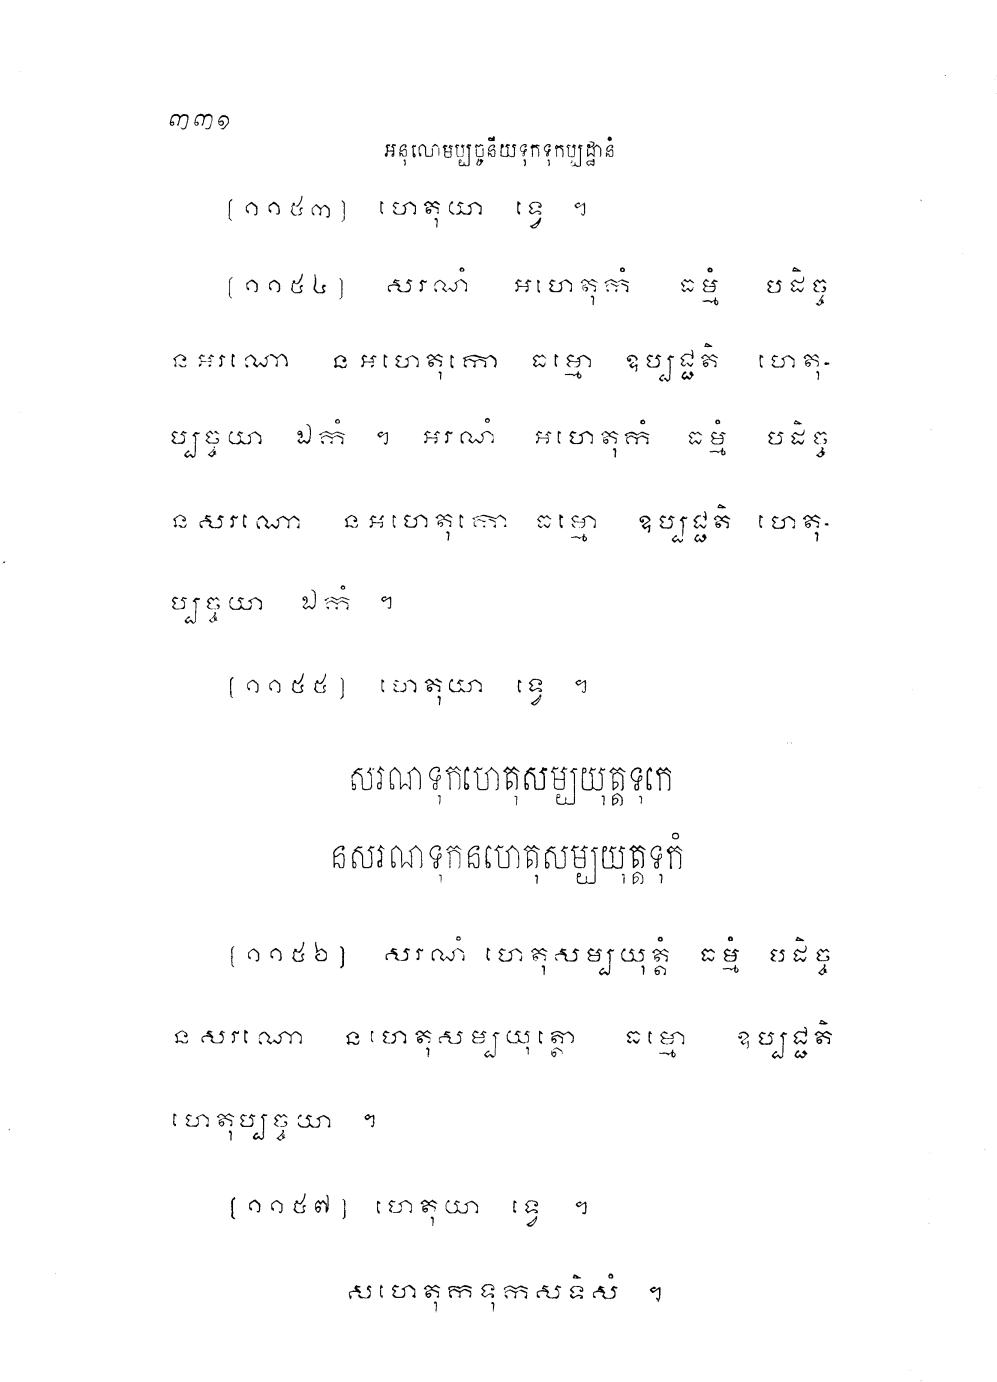 ៣៣១
អនុលោមប្បច្ចនីយទុកទុកប្បដ្ឋានំ
[១១៥៣] ហេតុយា ទ្វេ ។
[១១៥៤] សរណំ អហេតុកំ ធម្មំ បដិច្ច
នអរណោ នអហេតុកោ ធម្មោ ឧប្បជ្ជតិ ហេតុ-
ប្បច្ចយា ឯកំ ។ អរណំ អហេតុកំ ធម្មំ បដិច្ច
នសរណោ នអហេតុកោ ធម្មោ ឧប្បជ្ជតិ ហេតុ-
ប្បច្ចយា ឯកំ ។
[១១៥៥] ហេតុយា ទ្វេ ។
សរណទុកហេតុសម្បយុត្តទុកេ
នសរណទុកនហេតុសម្បយុត្តទុកំ
[១១៥៦] សរណំ ហេតុសម្បយុត្តំ ធម្មំ បដិច្ច
នសរណោ នហេតុសម្បយុត្តោ ធម្មោ ឧប្បជ្ជតិ
ហេតុប្បច្ចយា ។
[១១៥៧] ហេតុយា ទ្វេ ។
សហេតុកទុកសទិសំ ។